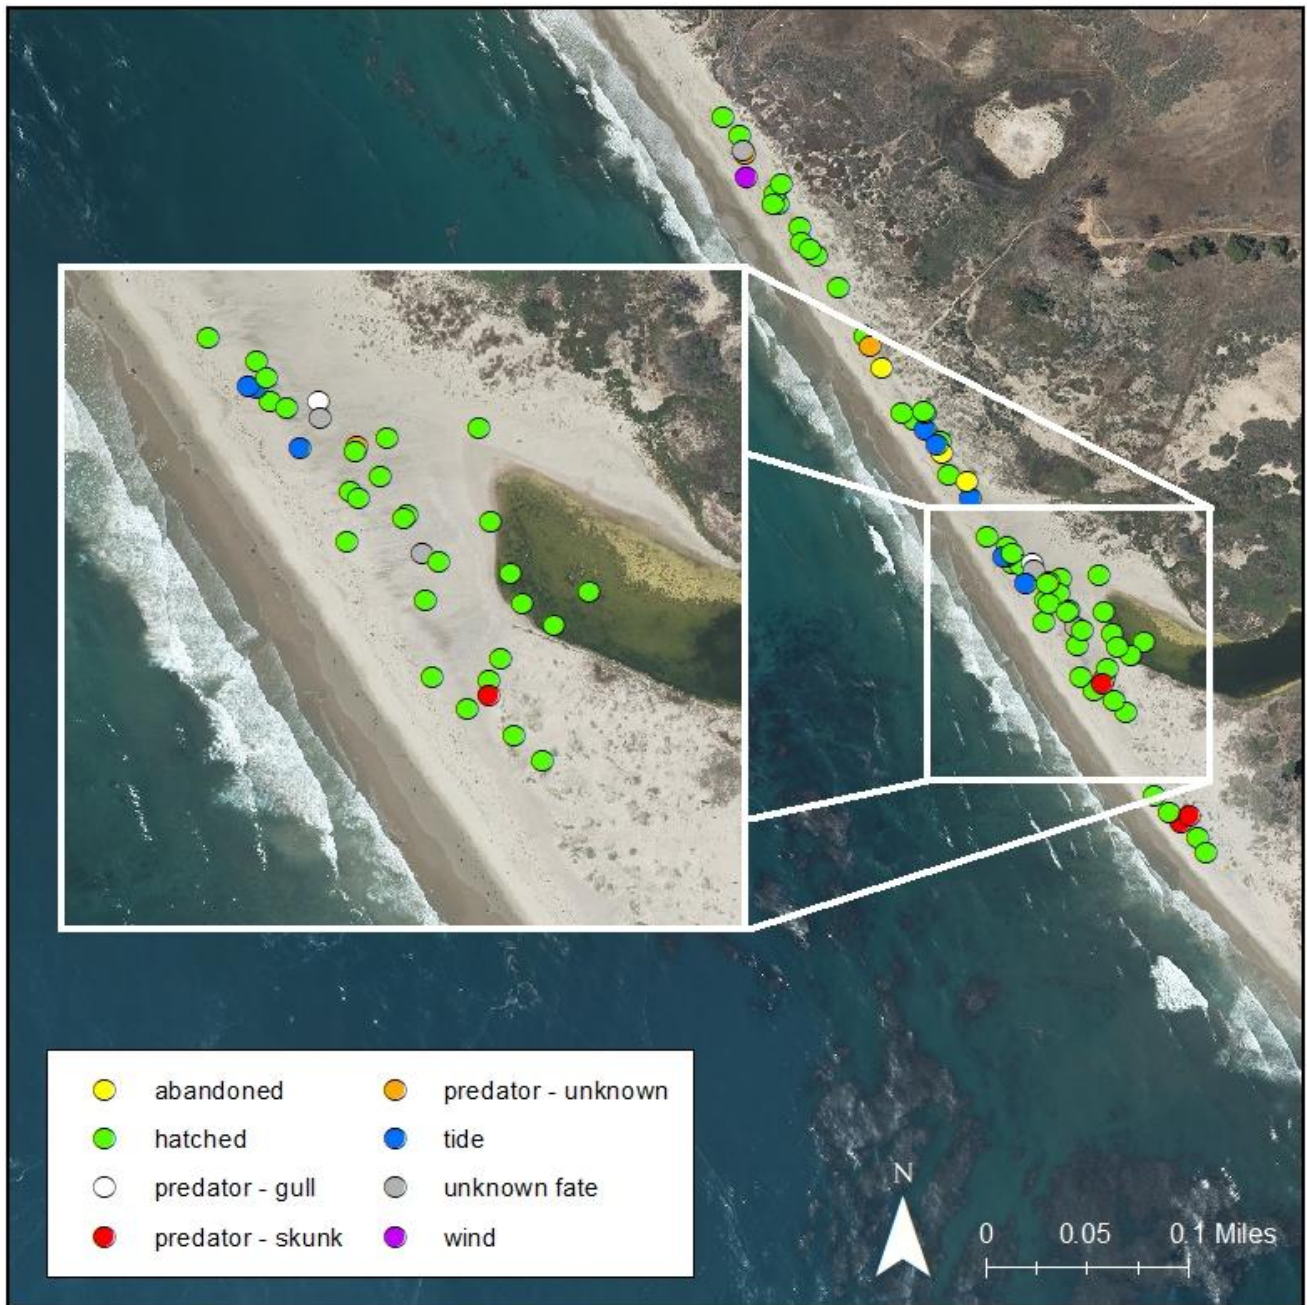 abandoned
predator - unknown
hatched
tide
predator - gull
unknown fate
predator - skunk
wind
N
0 0.05 0.1 Miles